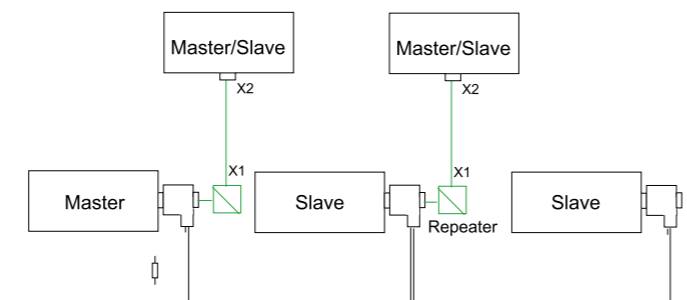 Master/Slave
Master/Slave
X2
X2
X1
X1
Master
Slave
Slave
Repeater